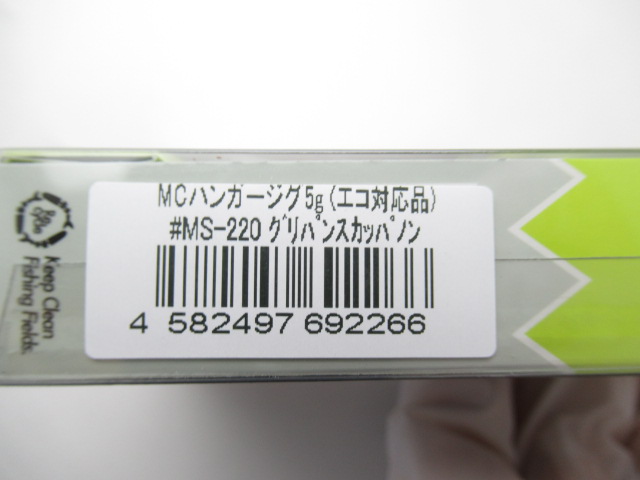 MCハンガージグ5g(エコ対応品)
#MS-220 グリパンスカッパノン
4 582497 692266
Keep Clean
Fishing Fields.